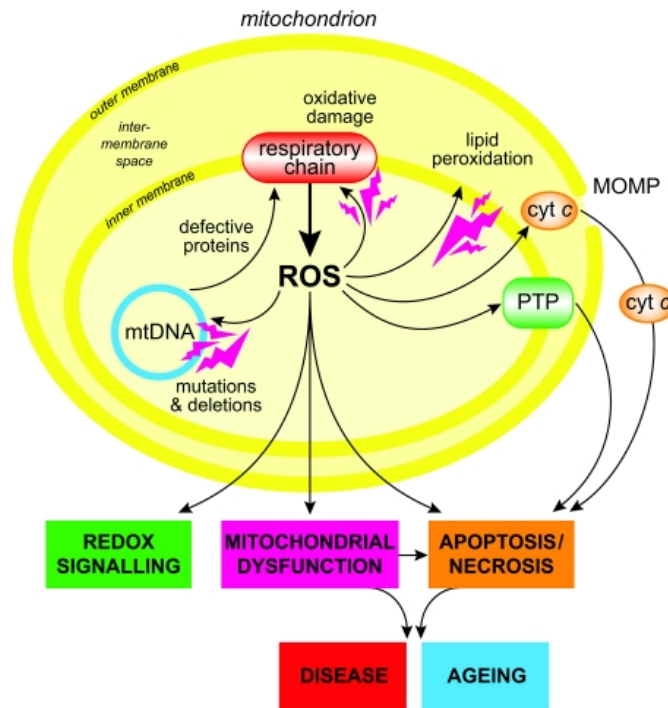 mitochondrion
outer membrane
inter-
membrane
space
inner membrane
oxidative
damage
respiratory
chain
lipid
peroxidation
MOMP
cyt c
defective
proteins
ROS
PTP
cyt c
mtDNA
mutations
& deletions
REDOX
SIGNALLING
MITOCHONDRIAL
DYSFUNCTION
APOPTOSIS/
NECROSIS
DISEASE
AGEING